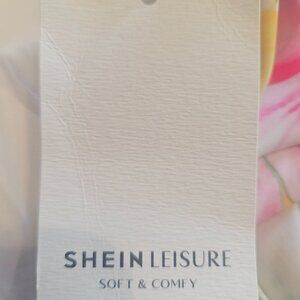 SHEIN LEISURE
SOFT & COMFY